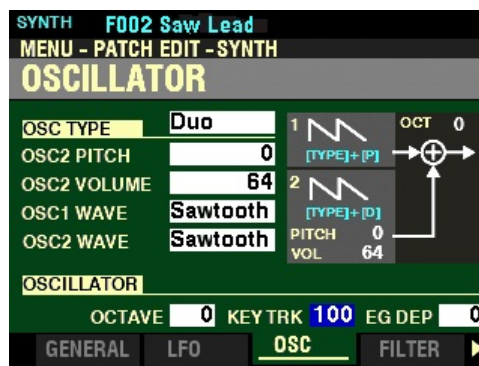 SYNTH F002 Saw Lead
MENU - PATCH EDIT - SYNTH
OSCILLATOR
OSC TYPE Duo
OSC2 PITCH 0
OSC2 VOLUME 64
OSC1 WAVE Sawtooth
OSC2 WAVE Sawtooth
1
[TYPE]+[P]
OCT 0
2
[TYPE]+[D]
PITCH 0
VOL 64
OSCILLATOR
OCTAVE 0 KEY TRK 100 EG DEP 0
GENERAL LFO OSC FILTER